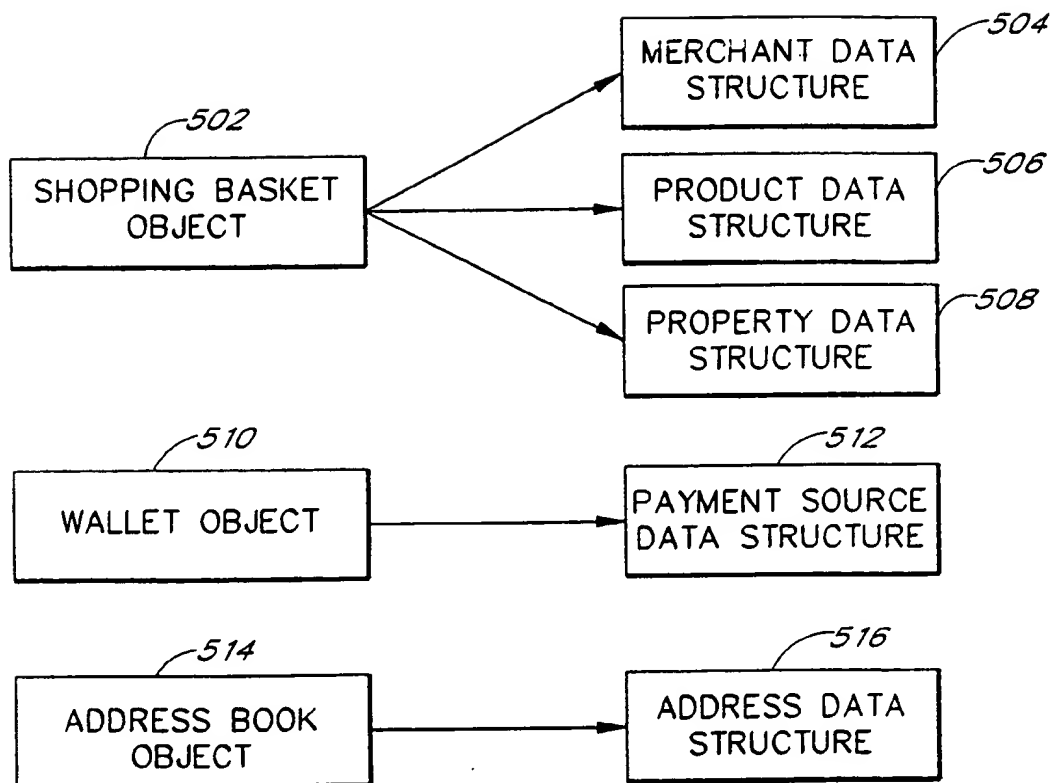 504
MERCHANT DATA
STRUCTURE
502
SHOPPING BASKET
OBJECT
506
PRODUCT DATA
STRUCTURE
508
PROPERTY DATA
STRUCTURE
510
WALLET OBJECT
512
PAYMENT SOURCE
DATA STRUCTURE
514
ADDRESS BOOK
OBJECT
516
ADDRESS DATA
STRUCTURE